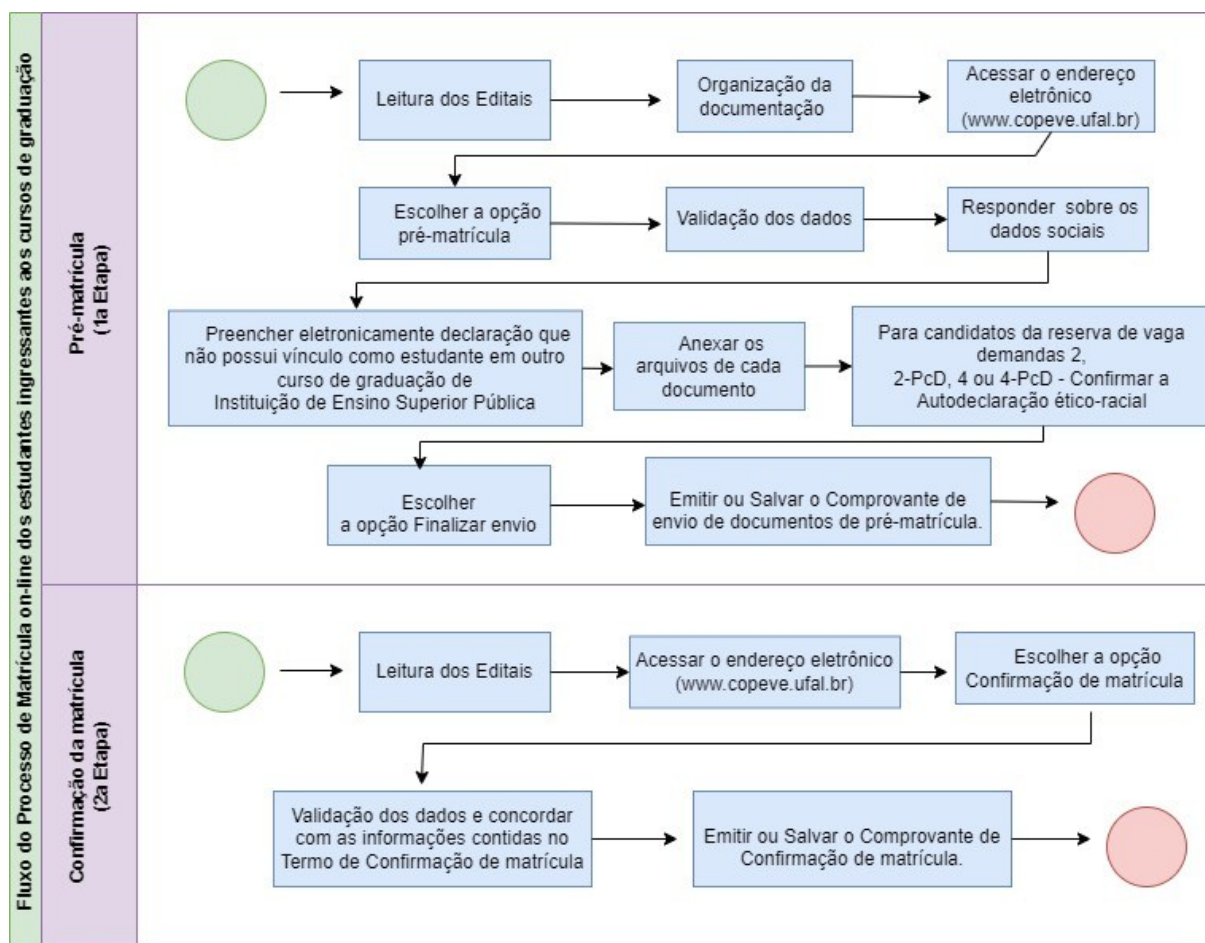 Fluxo do Processo de Matrícula on-line dos estudantes ingressantes aos cursos de graduação
Pré-matrícula
(1a Etapa)
Leitura dos Editais
Organização da
documentação
Acessar o endereço
eletrônico
(www.copeve.ufal.br)
Escolher a opção
pré-matrícula
Validação dos dados
Responder sobre os
dados sociais
Preencher eletronicamente declaração que
não possui vínculo como estudante em outro
curso de graduação de
Instituição de Ensino Superior Pública
Anexar os
arquivos de cada
documento
Para candidatos da reserva de vaga
demandas 2,
2-PcD, 4 ou 4-PcD - Confirmar a
Autodeclaração ético-racial
Escolher
a opção Finalizar envio
Emitir ou Salvar o Comprovante de
envio de documentos de pré-matrícula.
Confirmação da matrícula
(2a Etapa)
Leitura dos Editais
Acessar o endereço eletrônico
(www.copeve.ufal.br)
Escolher a opção
Confirmação de matrícula
Validação dos dados e concordar
com as informações contidas no
Termo de Confirmação de matrícula
Emitir ou Salvar o Comprovante de
Confirmação de matrícula.